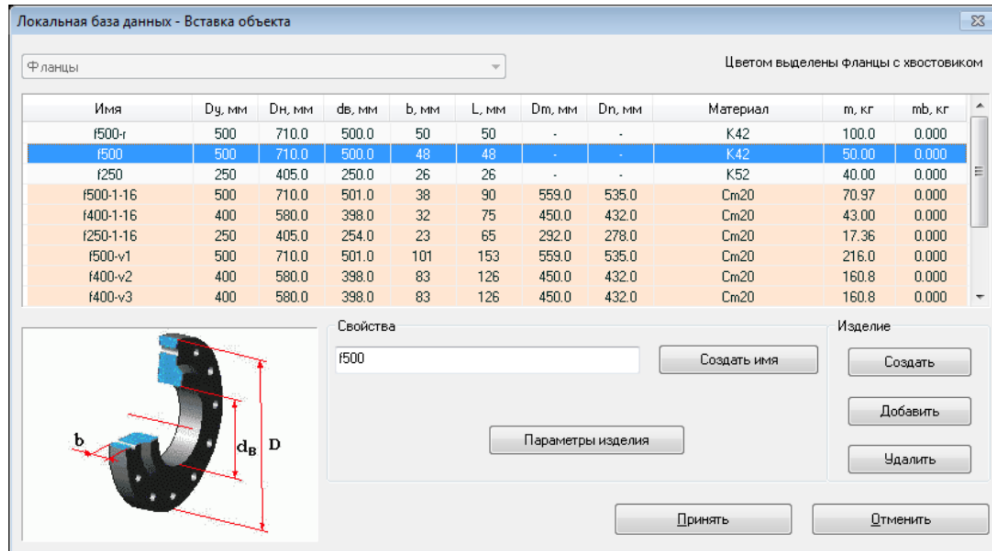 Локальная база данных - Вставка объекта
Фланцы
Цветом выделены фланцы с хвостовиком
Имя Dу, мм Dн, мм dв, мм b, мм L, мм Dm, мм Dn, мм Материал m, кг mb, кг
f500-r 500 710.0 500.0 50 50 - - K42 100.0 0.000
f500 500 710.0 500.0 48 48 - - K42 50.00 0.000
f250 250 405.0 250.0 26 26 - - K52 40.00 0.000
f500-1-16 500 710.0 501.0 38 90 559.0 535.0 Cm20 70.97 0.000
f400-1-16 400 580.0 398.0 32 75 450.0 432.0 Cm20 43.00 0.000
f250-1-16 250 405.0 254.0 23 65 292.0 278.0 Cm20 17.36 0.000
f500-v1 500 710.0 501.0 101 153 559.0 535.0 Cm20 216.0 0.000
f400-v2 400 580.0 398.0 83 126 450.0 432.0 Cm20 160.8 0.000
f400-v3 400 580.0 398.0 83 126 450.0 432.0 Cm20 160.8 0.000
Свойства
Изделие
f500
Создать имя
Создать
Добавить
Параметры изделия
Удалить
b dв D
Принять
Отменить